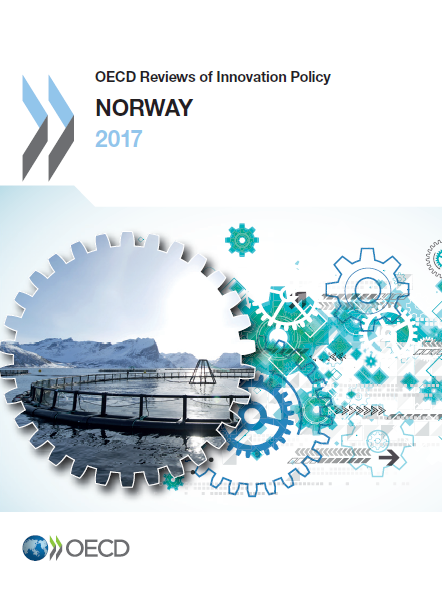 OECD Reviews of Innovation Policy
NORWAY
2017
OECD